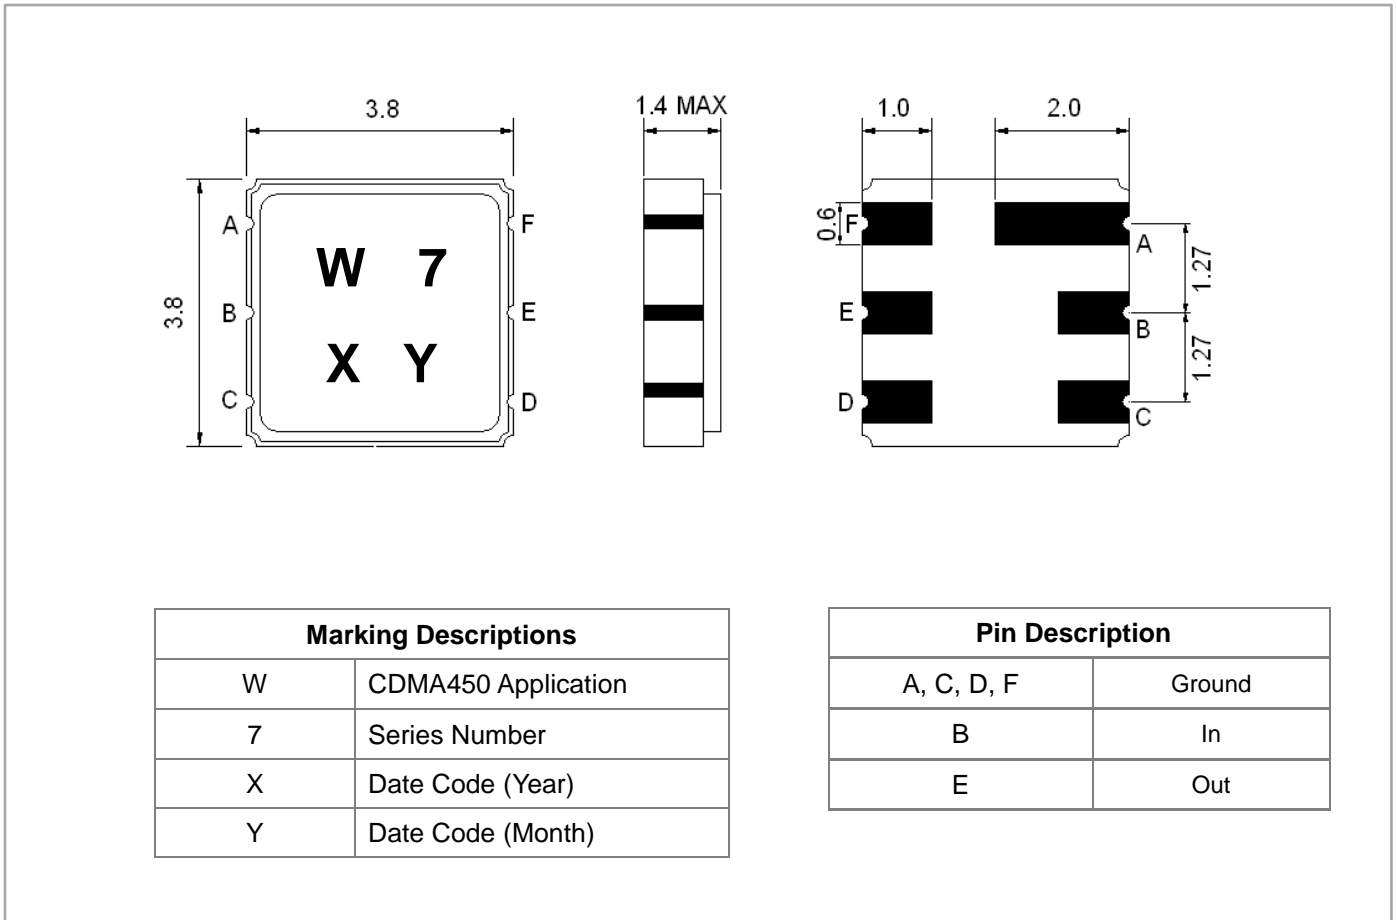 3.8
1.4 MAX
1.0
2.0
3.8
A
B
C
F
E
D
W 7
X Y
0.6
F
E
D
A
B
C
1.27
1.27
Marking Descriptions
W CDMA450 Application
7 Series Number
X Date Code (Year)
Y Date Code (Month)
Pin Description
A, C, D, F Ground
B In
E Out